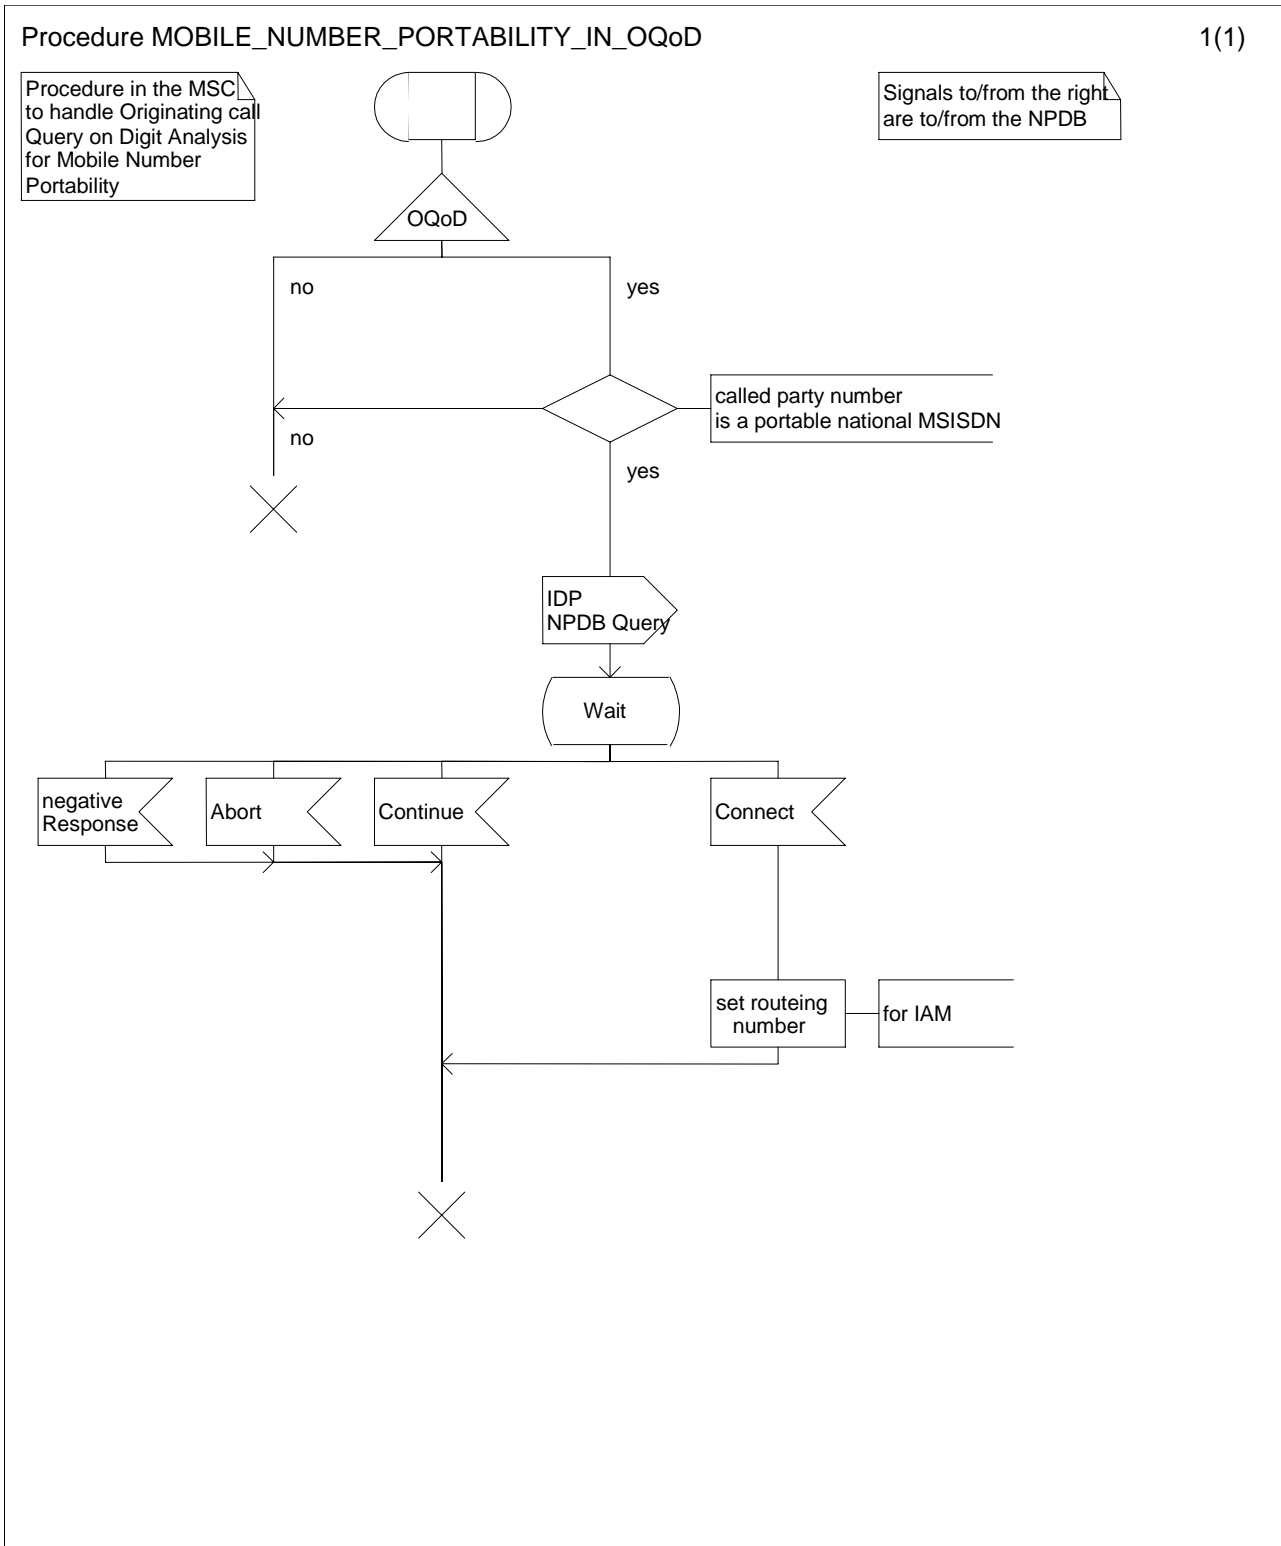 Procedure MOBILE_NUMBER_PORTABILITY_IN_OQoD
1(1)
Procedure in the MSC
to handle Originating call
Query on Digit Analysis
for Mobile Number
Portability
Signals to/from the right
are to/from the NPDB
OQoD
no
yes
called party number
is a portable national MSISDN
no
yes
IDP
NPDB Query
Wait
negative
Response
Abort
Continue
Connect
set routeing
number
for IAM